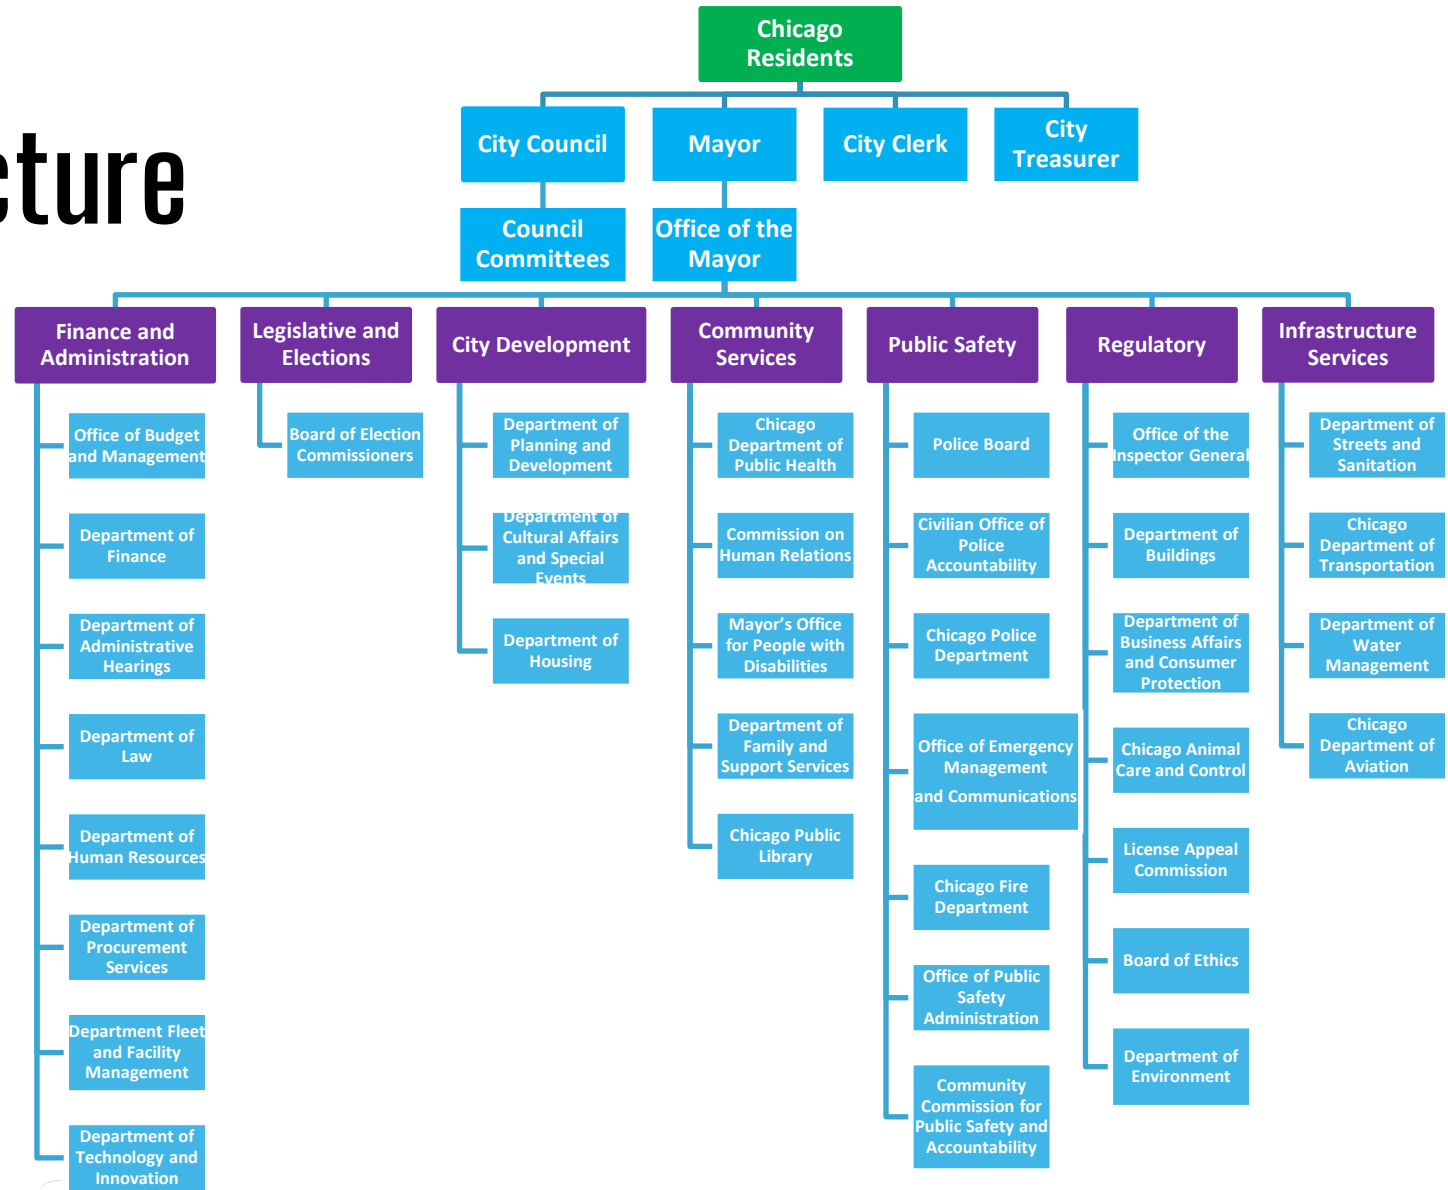 cture
Chicago
Residents
City Council
Mayor
City Clerk
City
Treasurer
Council
Committees
Office of the
Mayor
Finance and
Administration
Legislative and
Elections
City Development
Community
Services
Public Safety
Regulatory
Infrastructure
Services
Office of Budget
and Management
Department of
Finance
Department of
Administrative
Hearings
Department of
Law
Department of
Human Resources
Department of
Procurement
Services
Department Fleet
and Facility
Management
Department of
Technology and
Innovation
Board of Election
Commissioners
Department of
Planning and
Development
Department of
Cultural Affairs
and Special
Events
Department of
Housing
Chicago
Department of
Public Health
Commission on
Human Relations
Mayor’s Office
for People with
Disabilities
Department of
Family and
Support Services
Chicago Public
Library
Police Board
Civilian Office of
Police
Accountability
Chicago Police
Department
Office of Emergency
Management
and Communications
Chicago Fire
Department
Office of Public
Safety
Administration
Community
Commission for
Public Safety and
Accountability
Office of the
Inspector General
Department of
Buildings
Department of
Business Affairs
and Consumer
Protection
Chicago Animal
Care and Control
License Appeal
Commission
Board of Ethics
Department of
Environment
Department of
Streets and
Sanitation
Chicago
Department of
Transportation
Department of
Water
Management
Chicago
Department of
Aviation